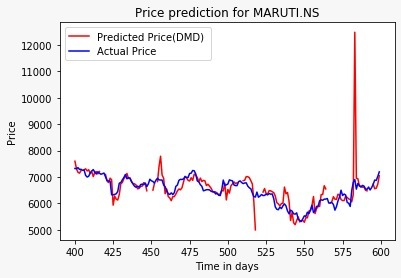 Price prediction for MARUTI.NS
Predicted Price(DMD)
Actual Price
Price
12000
11000
10000
9000
8000
7000
6000
5000
400 425 450 475 500 525 550 575 600
Time in days